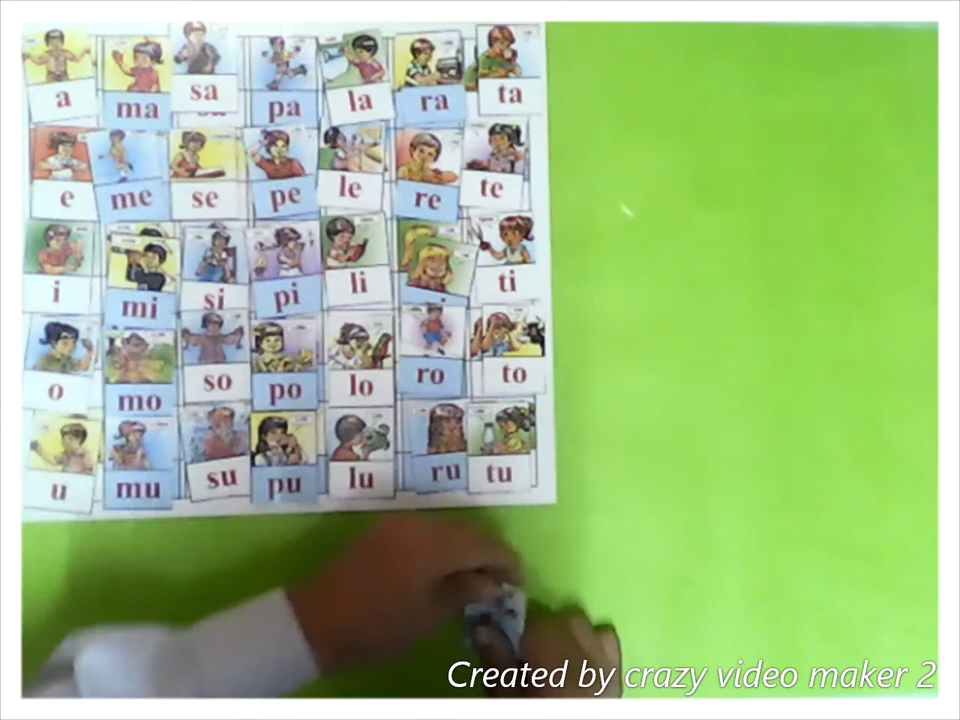 a ma sa pa la ra ta
e me se pe le re te
i mi si pi li ti
o mo so po lo ro to
u mu su pu lu ru tu
Created by crazy video maker 2